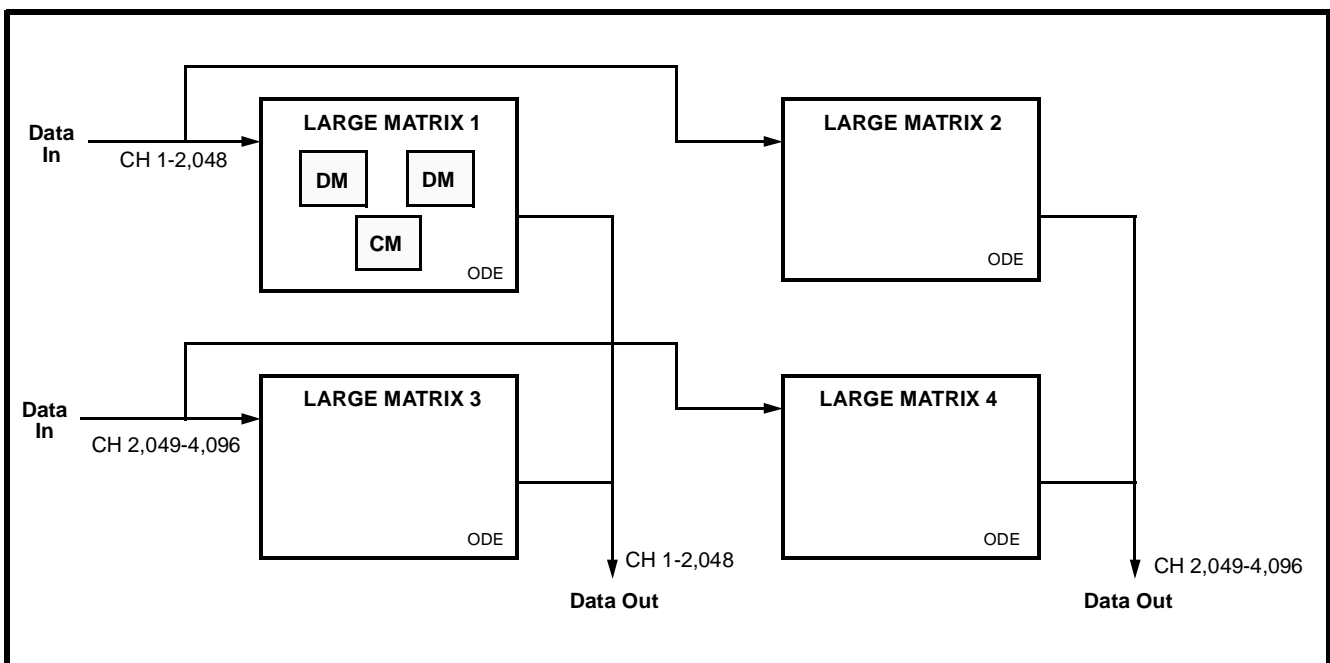 LARGE MATRIX 1
LARGE MATRIX 2
Data
In
CH 1-2,048
DM
DM
CM
ODE
ODE
LARGE MATRIX 3
LARGE MATRIX 4
Data
In
CH 2,049-4,096
ODE
ODE
CH 1-2,048
CH 2,049-4,096
Data Out
Data Out